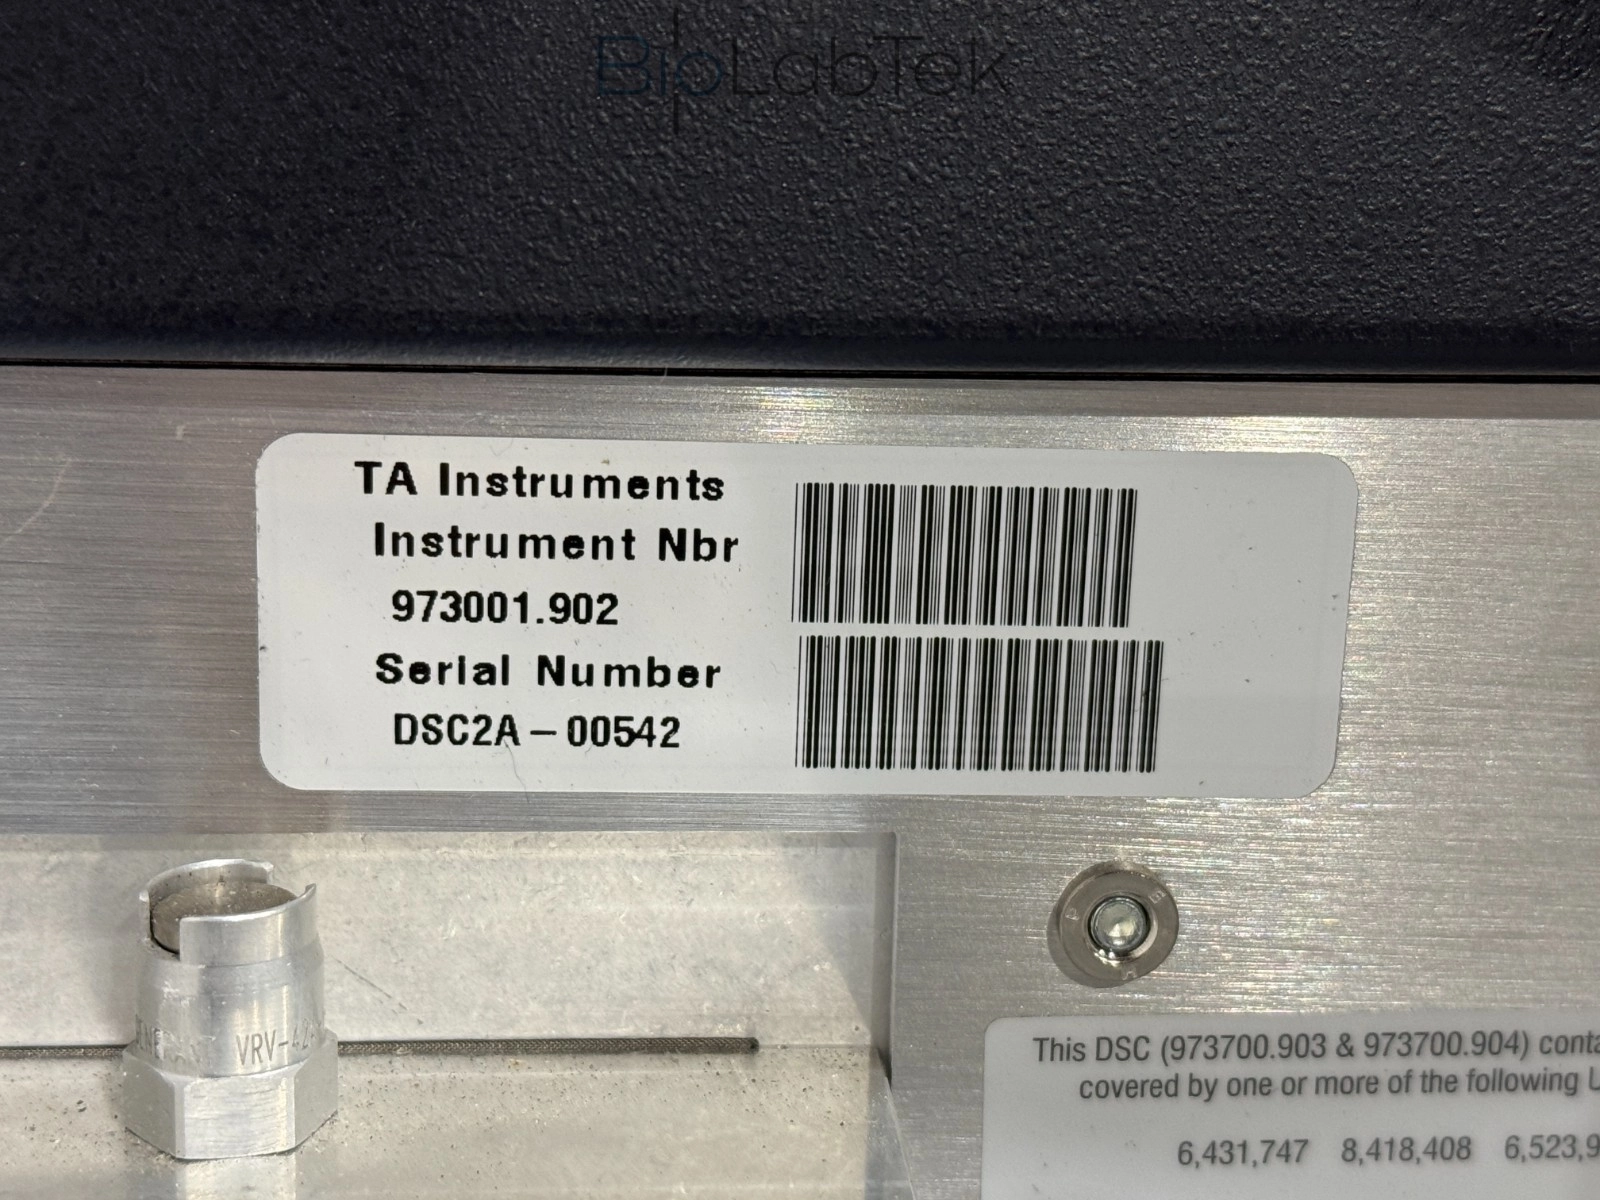 BioLabTek
TA Instruments
Instrument Nbr
973001.902
Serial Number
DSC2A-00542
VRV-
This DSC (973700.903 & 973700.904)
covered by one or more of the following
6,431,747 8,418,408